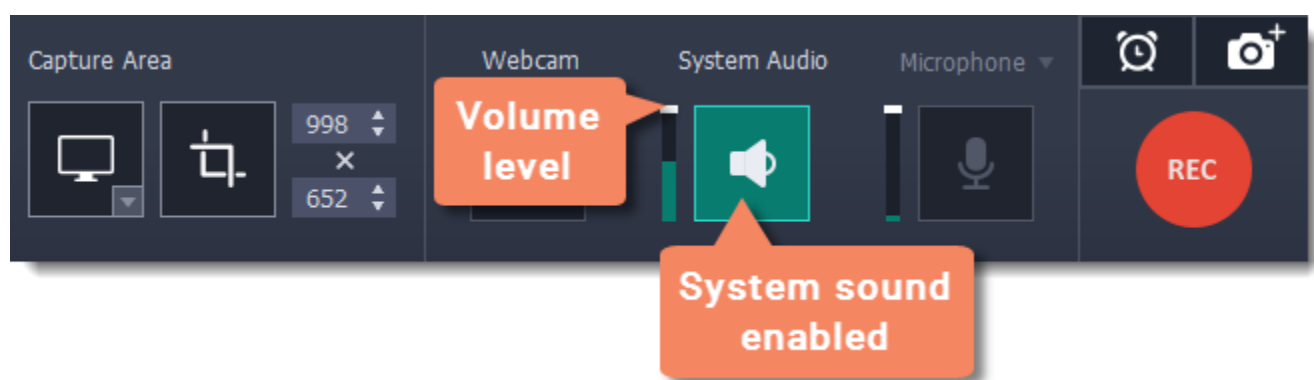 Capture Area
Webcam
System Audio
Microphone
998
×
652
Volume
level
REC
System sound
enabled